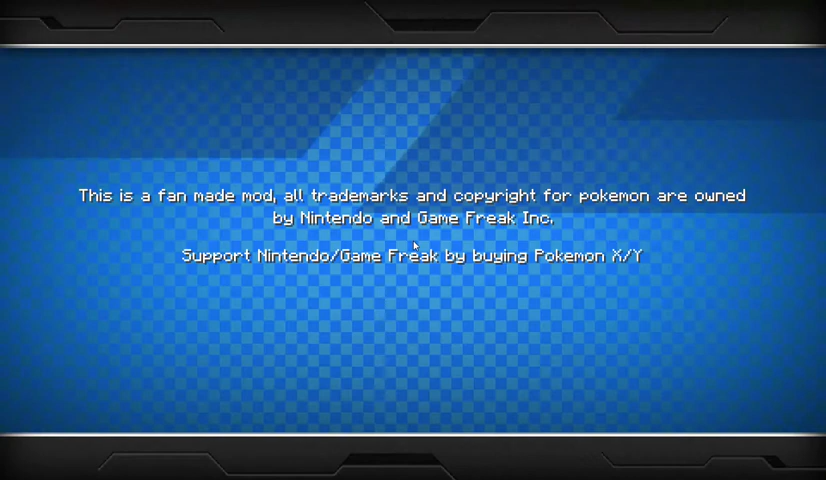 This is a fan made mod, all trademarks and copyright for pokemon are owned
by Nintendo and Game Freak Inc.
Support Nintendo/Game Freak by buying Pokemon X/Y